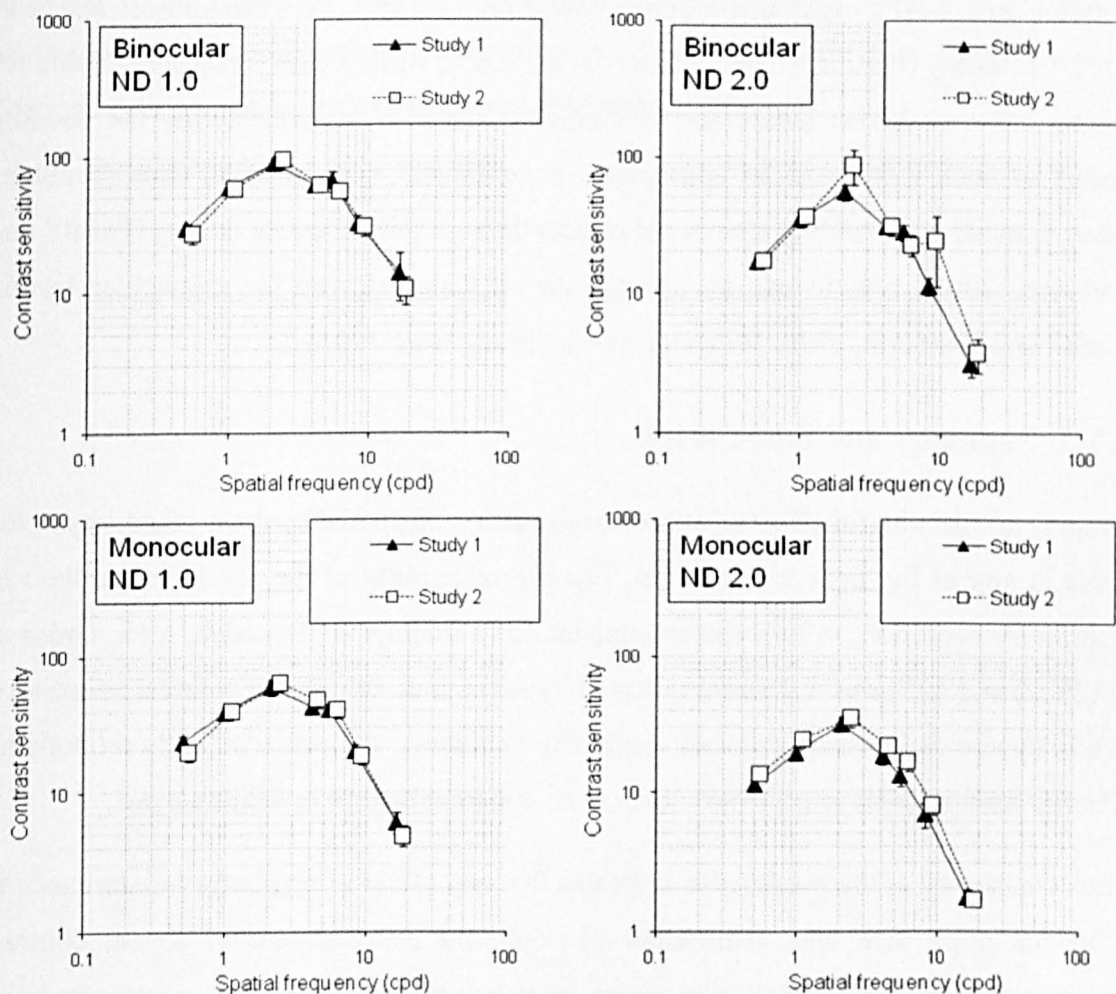 Binocular
ND 1.0
Study 1
Study 2
Contrast sensitivity
1000
100
10
1
0.1
1
10
100
Spatial frequency (cpd)
Binocular
ND 2.0
Study 1
Study 2
Contrast sensitivity
1000
100
10
1
0.1
1
10
100
Spatial frequency (cpd)
Monocular
ND 1.0
Study 1
Study 2
Contrast sensitivity
1000
100
10
1
0.1
1
10
100
Spatial frequency (cpd)
Monocular
ND 2.0
Study 1
Study 2
Contrast sensitivity
1000
100
10
1
0.1
1
10
100
Spatial frequency (cpd)